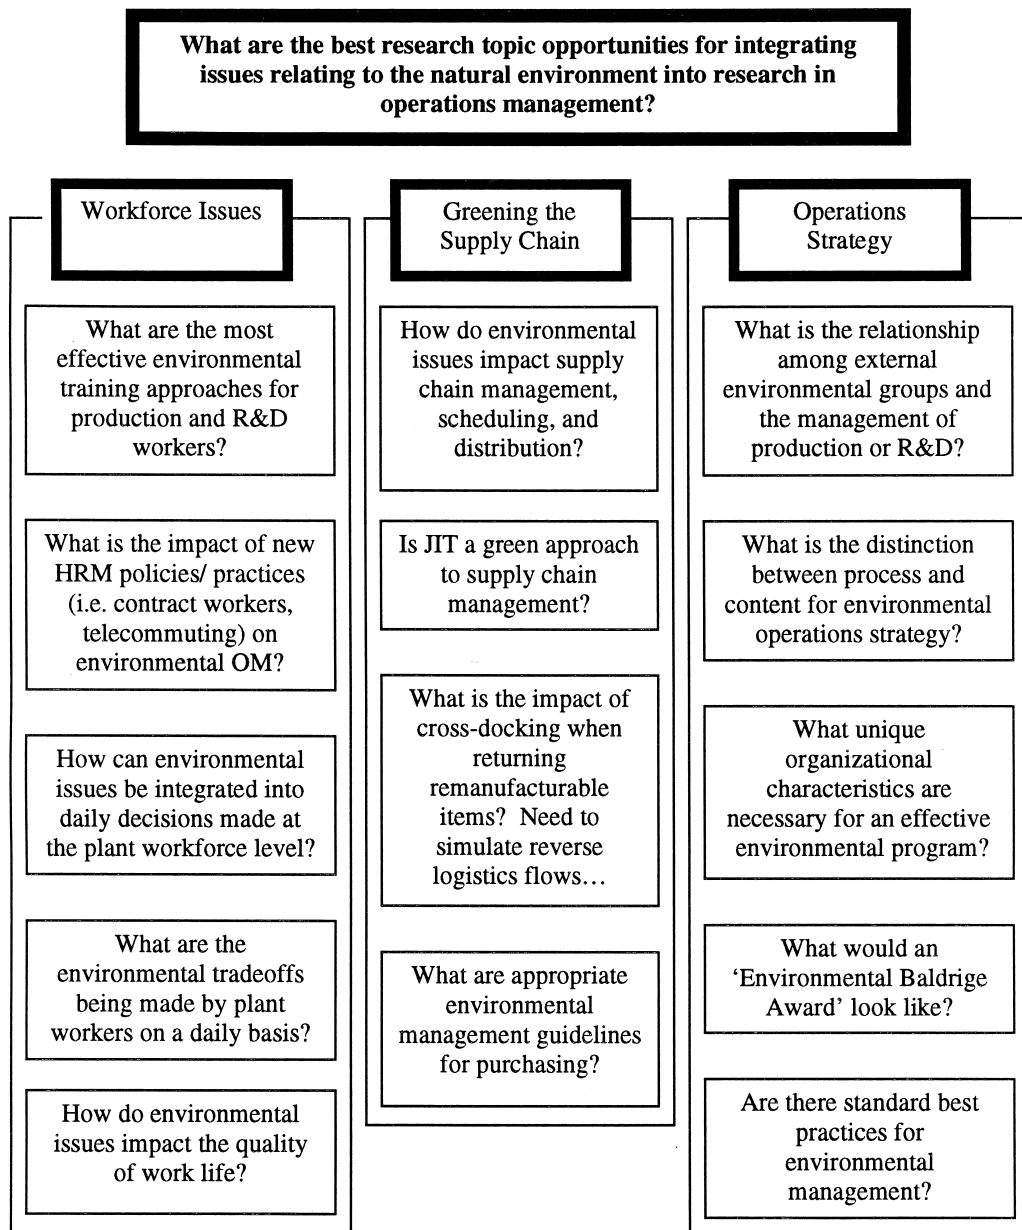 What are the best research topic opportunities for integrating
issues relating to the natural environment into research in
operations management?
Workforce Issues
What are the most
effective environmental
training approaches for
production and R&D
workers?
What is the impact of new
HRM policies/ practices
(i.e. contract workers,
telecommuting) on
environmental OM?
How can environmental
issues be integrated into
daily decisions made at
the plant workforce level?
What are the
environmental tradeoffs
being made by plant
workers on a daily basis?
How do environmental
issues impact the quality
of work life?
Greening the
Supply Chain
How do environmental
issues impact supply
chain management,
scheduling, and
distribution?
Is JIT a green approach
to supply chain
management?
What is the impact of
cross-docking when
returning
remanufacturable
items?  Need to
simulate reverse
logistics flows…
What are appropriate
environmental
management guidelines
for purchasing?
Operations
Strategy
What is the relationship
among external
environmental groups and
the management of
production or R&D?
What is the distinction
between process and
content for environmental
operations strategy?
What unique
organizational
characteristics are
necessary for an effective
environmental program?
What would an
‘Environmental Baldrige
Award’ look like?
Are there standard best
practices for
environmental
management?